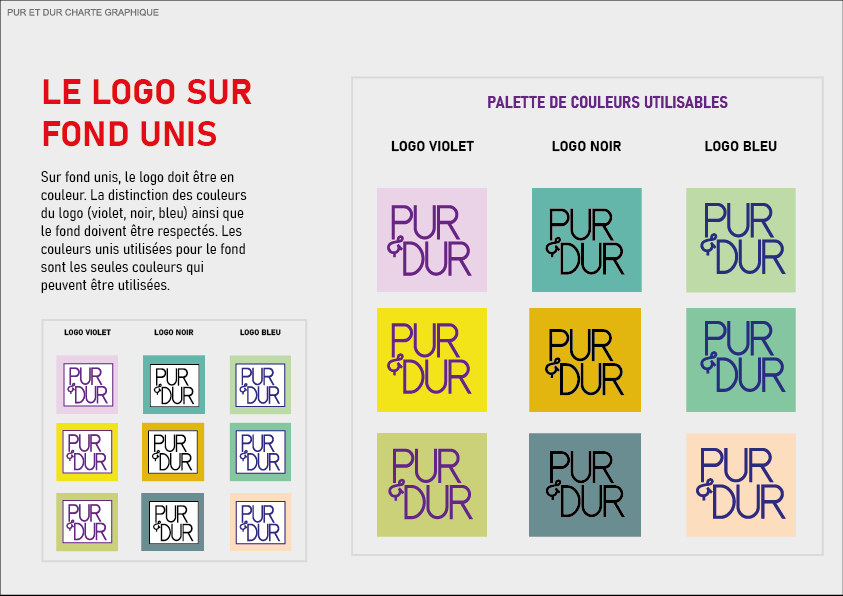 PUR ET DUR CHARTE GRAPHIQUE
LE LOGO SUR
FOND UNIS
Sur fond unis, le logo doit être en
couleur. La distinction des couleurs
du logo (violet, noir, bleu) ainsi que
le fond doivent être respectés. Les
couleurs unis utilisées pour le fond
sont les seules couleurs qui
peuvent être utilisées.
LOGO VIOLET LOGO NOIR LOGO BLEU
PUR PUR PUR
&DUR &DUR &DUR
PUR PUR PUR
&DUR &DUR &DUR
PUR PUR PUR
&DUR &DUR &DUR
PALETTE DE COULEURS UTILISABLES
LOGO VIOLET LOGO NOIR LOGO BLEU
PUR PUR PUR
&DUR &DUR &DUR
PUR PUR PUR
&DUR &DUR &DUR
PUR PUR PUR
&DUR &DUR &DUR